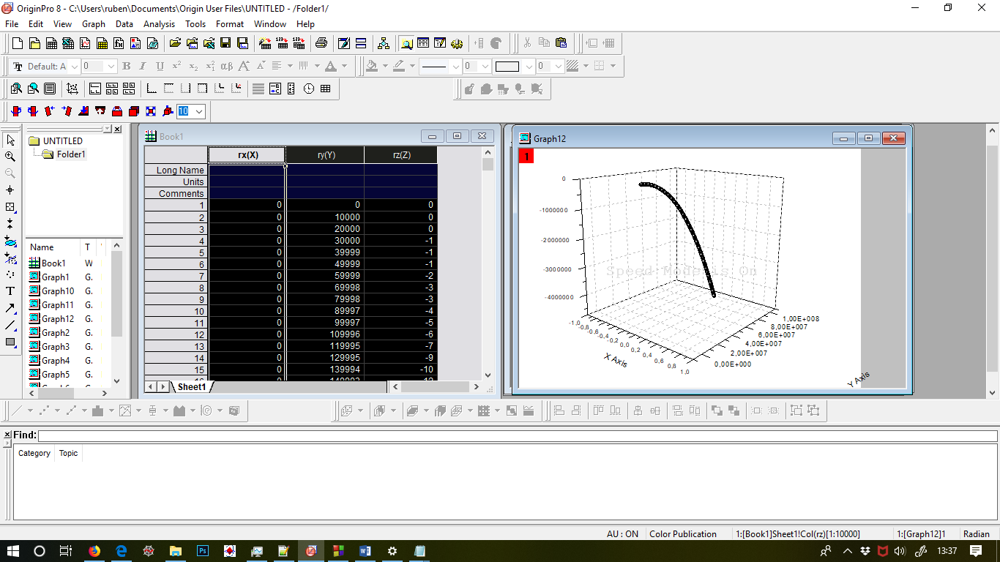 OriginPro 8 - C:\Users\ruben\Documents\Origin User Files\UNTITLED - /Folder1/
File Edit View Graph Data Analysis Tools Format Window Help
Default: A 0 B I U x² x₂ αβ A A A 0 0
10
UNTITLED
Folder1
Name T
Book1 W
Graph1 G.
Graph10 G.
Graph11 G.
Graph12 G.
Graph2 G.
Graph3 G.
Graph4 G.
Graph5 G.
Book1
rx(X) ry(Y) rz(Z)
Long Name
Units
Comments
1 0 0 0
2 0 10000 0
3 0 20000 0
4 0 30000 -1
5 0 39999 -1
6 0 49999 -1
7 0 59999 -2
8 0 69998 -3
9 0 79998 -3
10 0 89997 -4
11 0 99997 -5
12 0 109996 -6
13 0 119995 -7
14 0 129995 -9
15 0 139994 -10
Sheet1
Graph12
1
0
-1000000
-2000000
-3000000
-4000000
Speed Mode is On
-1,0 -0,8 -0,6 -0,4 -0,2 0,0 0,2 0,4 0,6 0,8 1,0
X Axis
1,00E+008
8,00E+007
6,00E+007
4,00E+007
2,00E+007
0,00E+000
Y Axis
Find:
Category Topic
AU : ON Color Publication 1:[Book1]Sheet1!Col(rz)[1:10000] 1:[Graph12]1 Radian
13:37